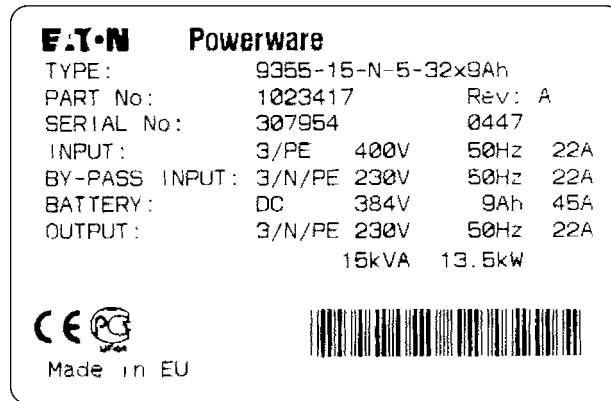 EATON Powerware
TYPE: 9355-15-N-5-32x9Ah
PART No: 1023417 Rev: A
SERIAL No: 307954 0447
INPUT: 3/PE 400V 50Hz 22A
BY-PASS INPUT: 3/N/PE 230V 50Hz 22A
BATTERY: DC 384V 9Ah 45A
OUTPUT: 3/N/PE 230V 50Hz 22A
15kVA 13.5kW
CE
Made in EU